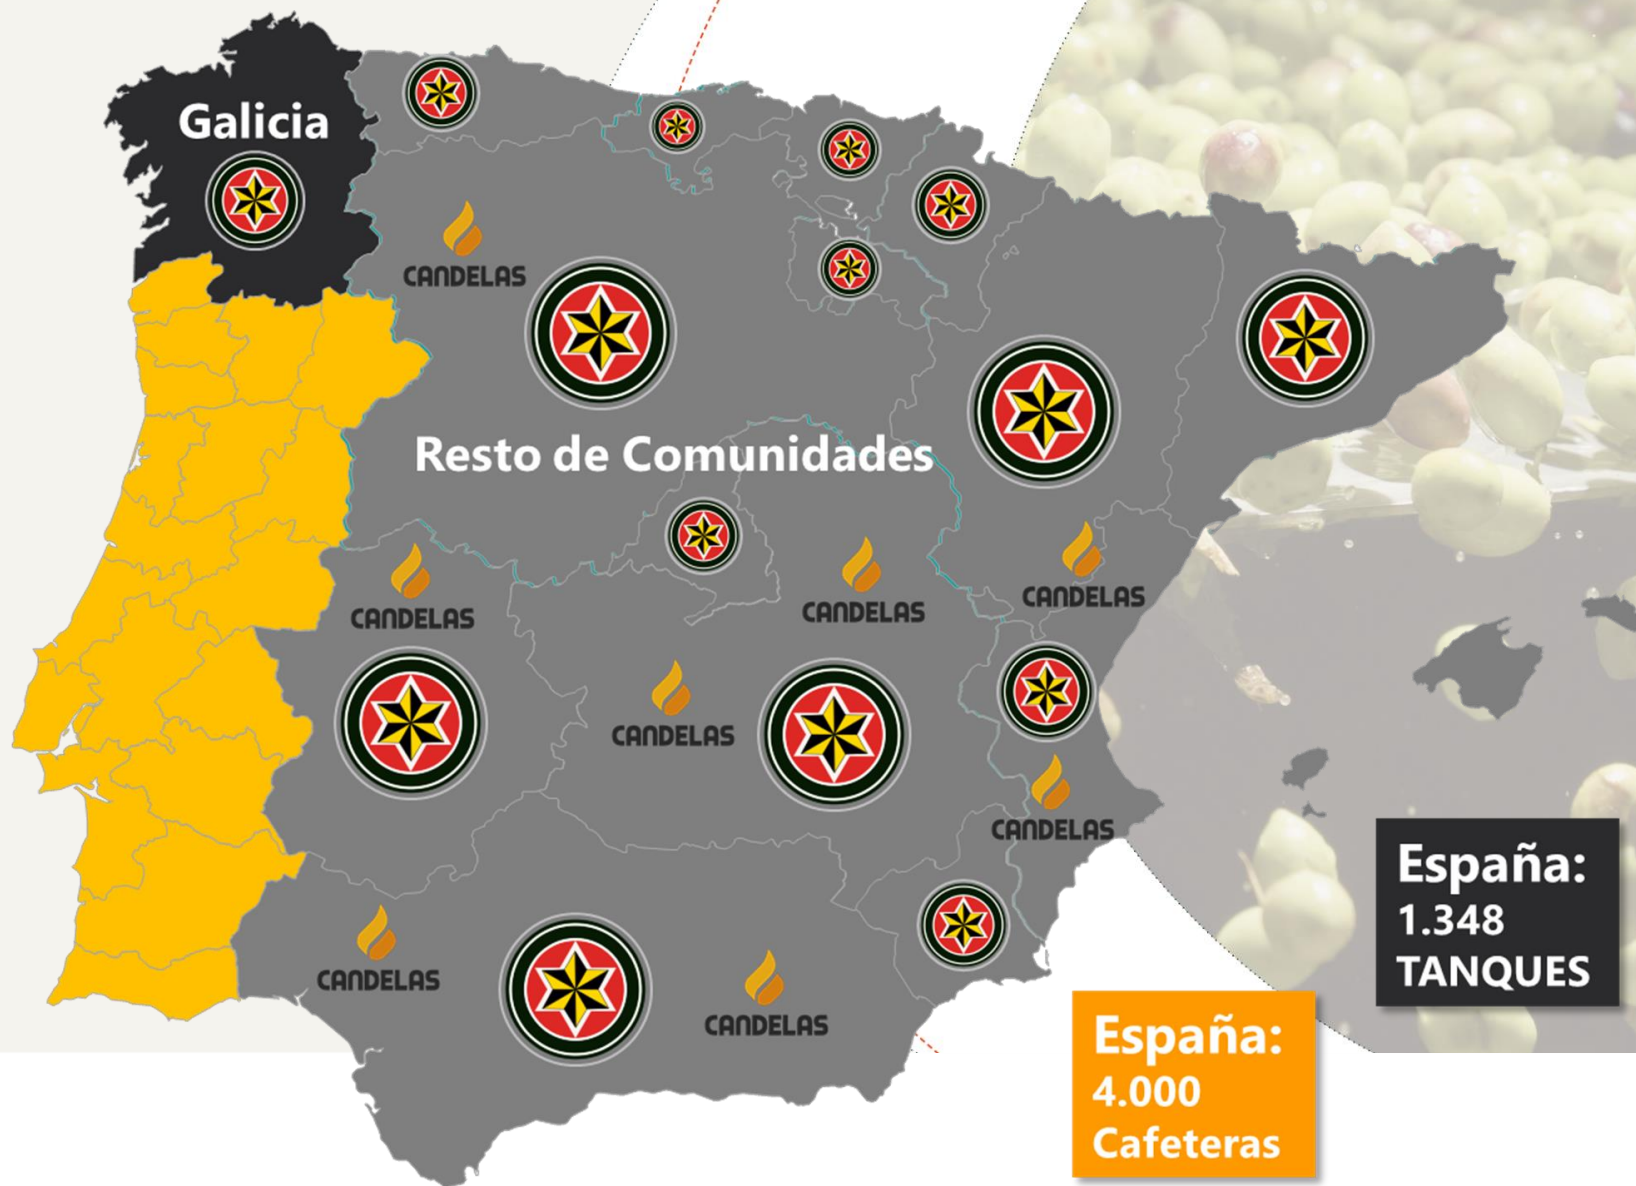 Galicia
CANDELAS
Resto de Comunidades
CANDELAS
CANDELAS
CANDELAS
CANDELAS
CANDELAS
CANDELAS
CANDELAS
España:
1.348
TANQUES
España:
4.000
Cafeteras